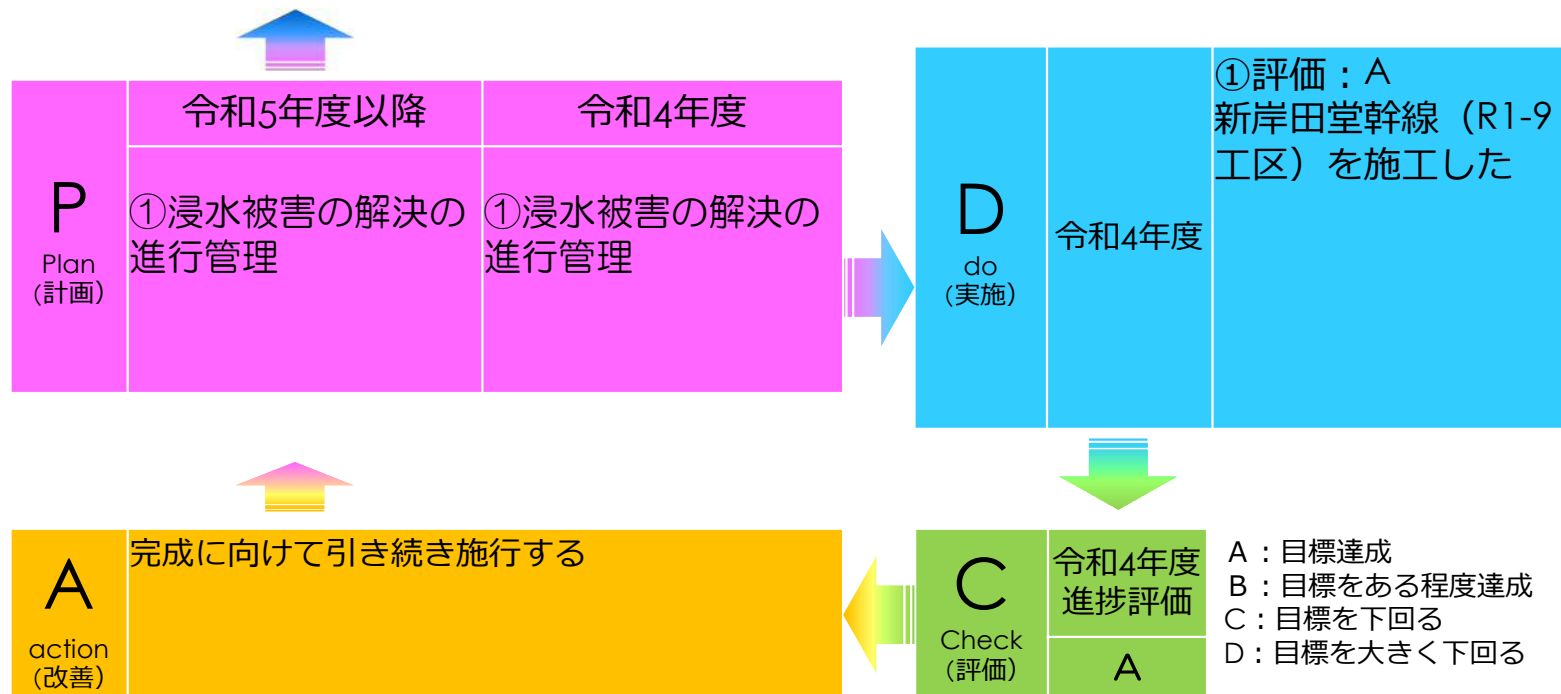 P
Plan
(計画)
令和5年度以降
①浸水被害の解決の
進行管理
令和4年度
①浸水被害の解決の
進行管理
D
do
(実施)
令和4年度
①評価：A
新岸田堂幹線（R1-9
工区）を施工した
C
Check
(評価)
令和4年度
進捗評価
A
A：目標達成
B：目標をある程度達成
C：目標を下回る
D：目標を大きく下回る
A
action
(改善)
完成に向けて引き続き施行する